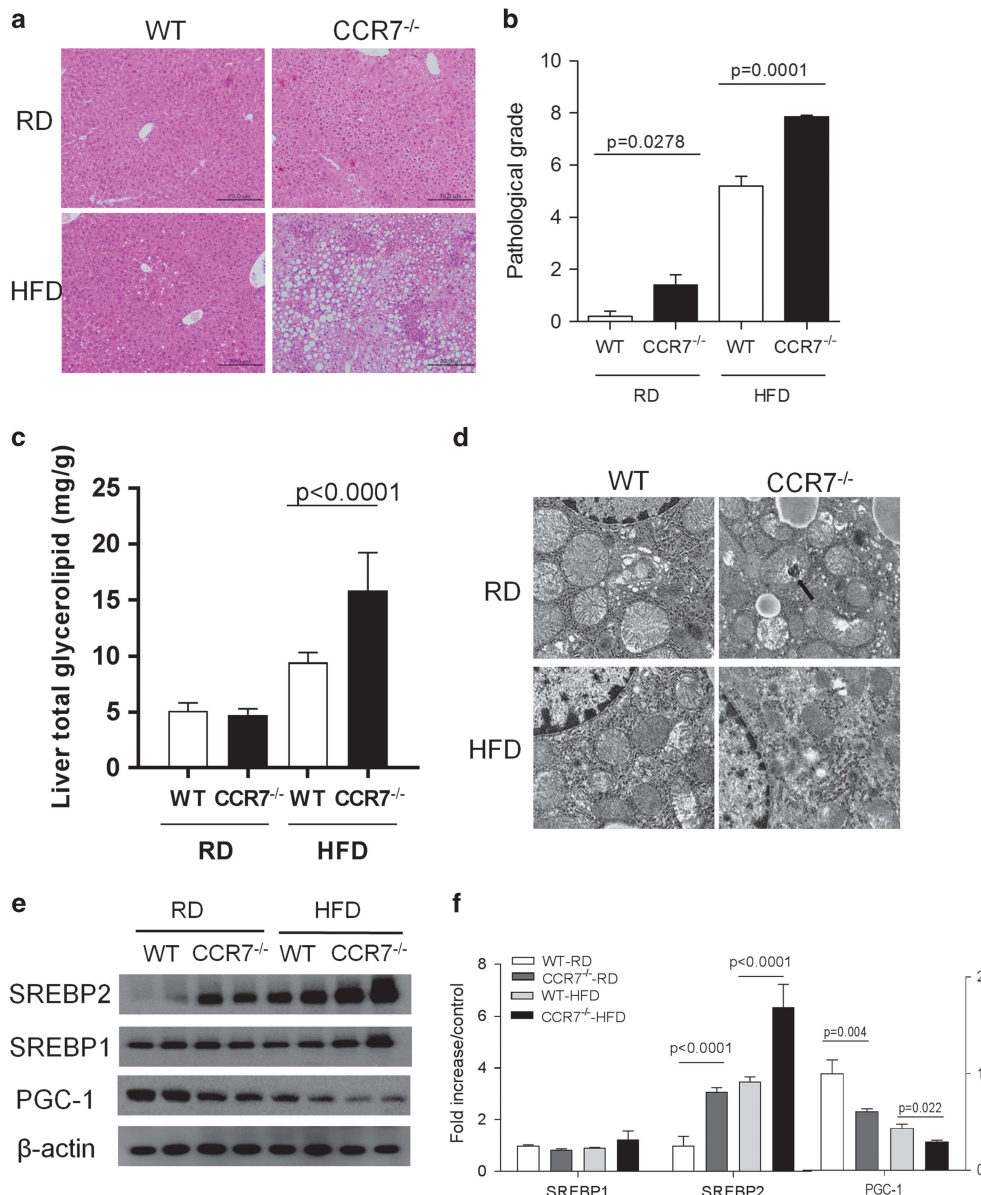 a
WT CCR7-/-
RD
HFD
b
Pathological grade
10
8
6
4
2
0
p=0.0278
p=0.0001
WT CCR7-/- WT CCR7-/-
RD HFD
c
Liver total glycerolipid (mg/g)
25
20
15
10
5
0
p<0.0001
WT CCR7-/- WT CCR7-/-
RD HFD
d
WT CCR7-/-
RD
HFD
e
RD HFD
WT CCR7-/- WT CCR7-/-
SREBP2
SREBP1
PGC-1
β-actin
f
WT-RD
CCR7-/--RD
WT-HFD
CCR7-/--HFD
Fold increase/control
8
6
4
2
0
p<0.0001
p<0.0001
p=0.004
p=0.022
2
1
0
SREBP1 SREBP2 PGC-1